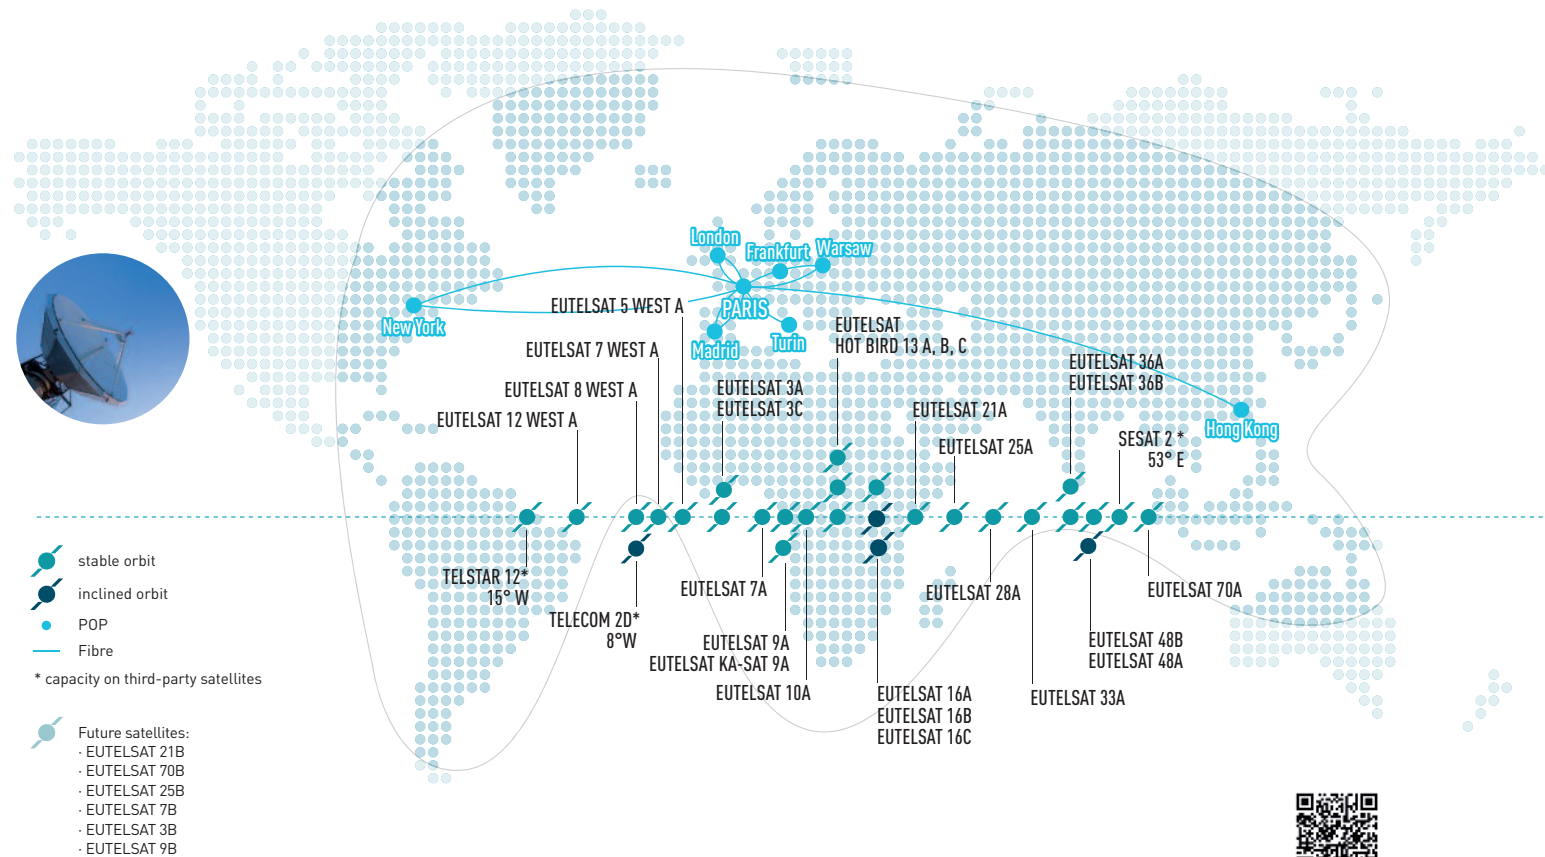 London
Frankfurt
Warsaw
PARIS
New York
Madrid
Turin
Hong Kong
EUTELSAT 5 WEST A
EUTELSAT 7 WEST A
EUTELSAT 8 WEST A
EUTELSAT 12 WEST A
EUTELSAT 3A
EUTELSAT 3C
EUTELSAT
HOT BIRD 13 A, B, C
EUTELSAT 21A
EUTELSAT 25A
EUTELSAT 36A
EUTELSAT 36B
SESAT 2 *
53° E
TELSTAR 12*
15° W
TELECOM 2D*
8°W
EUTELSAT 7A
EUTELSAT 9A
EUTELSAT KA-SAT 9A
EUTELSAT 10A
EUTELSAT 16A
EUTELSAT 16B
EUTELSAT 16C
EUTELSAT 28A
EUTELSAT 33A
EUTELSAT 48B
EUTELSAT 48A
EUTELSAT 70A
stable orbit
inclined orbit
POP
Fibre
* capacity on third-party satellites
Future satellites:
· EUTELSAT 21B
· EUTELSAT 70B
· EUTELSAT 25B
· EUTELSAT 7B
· EUTELSAT 3B
· EUTELSAT 9B